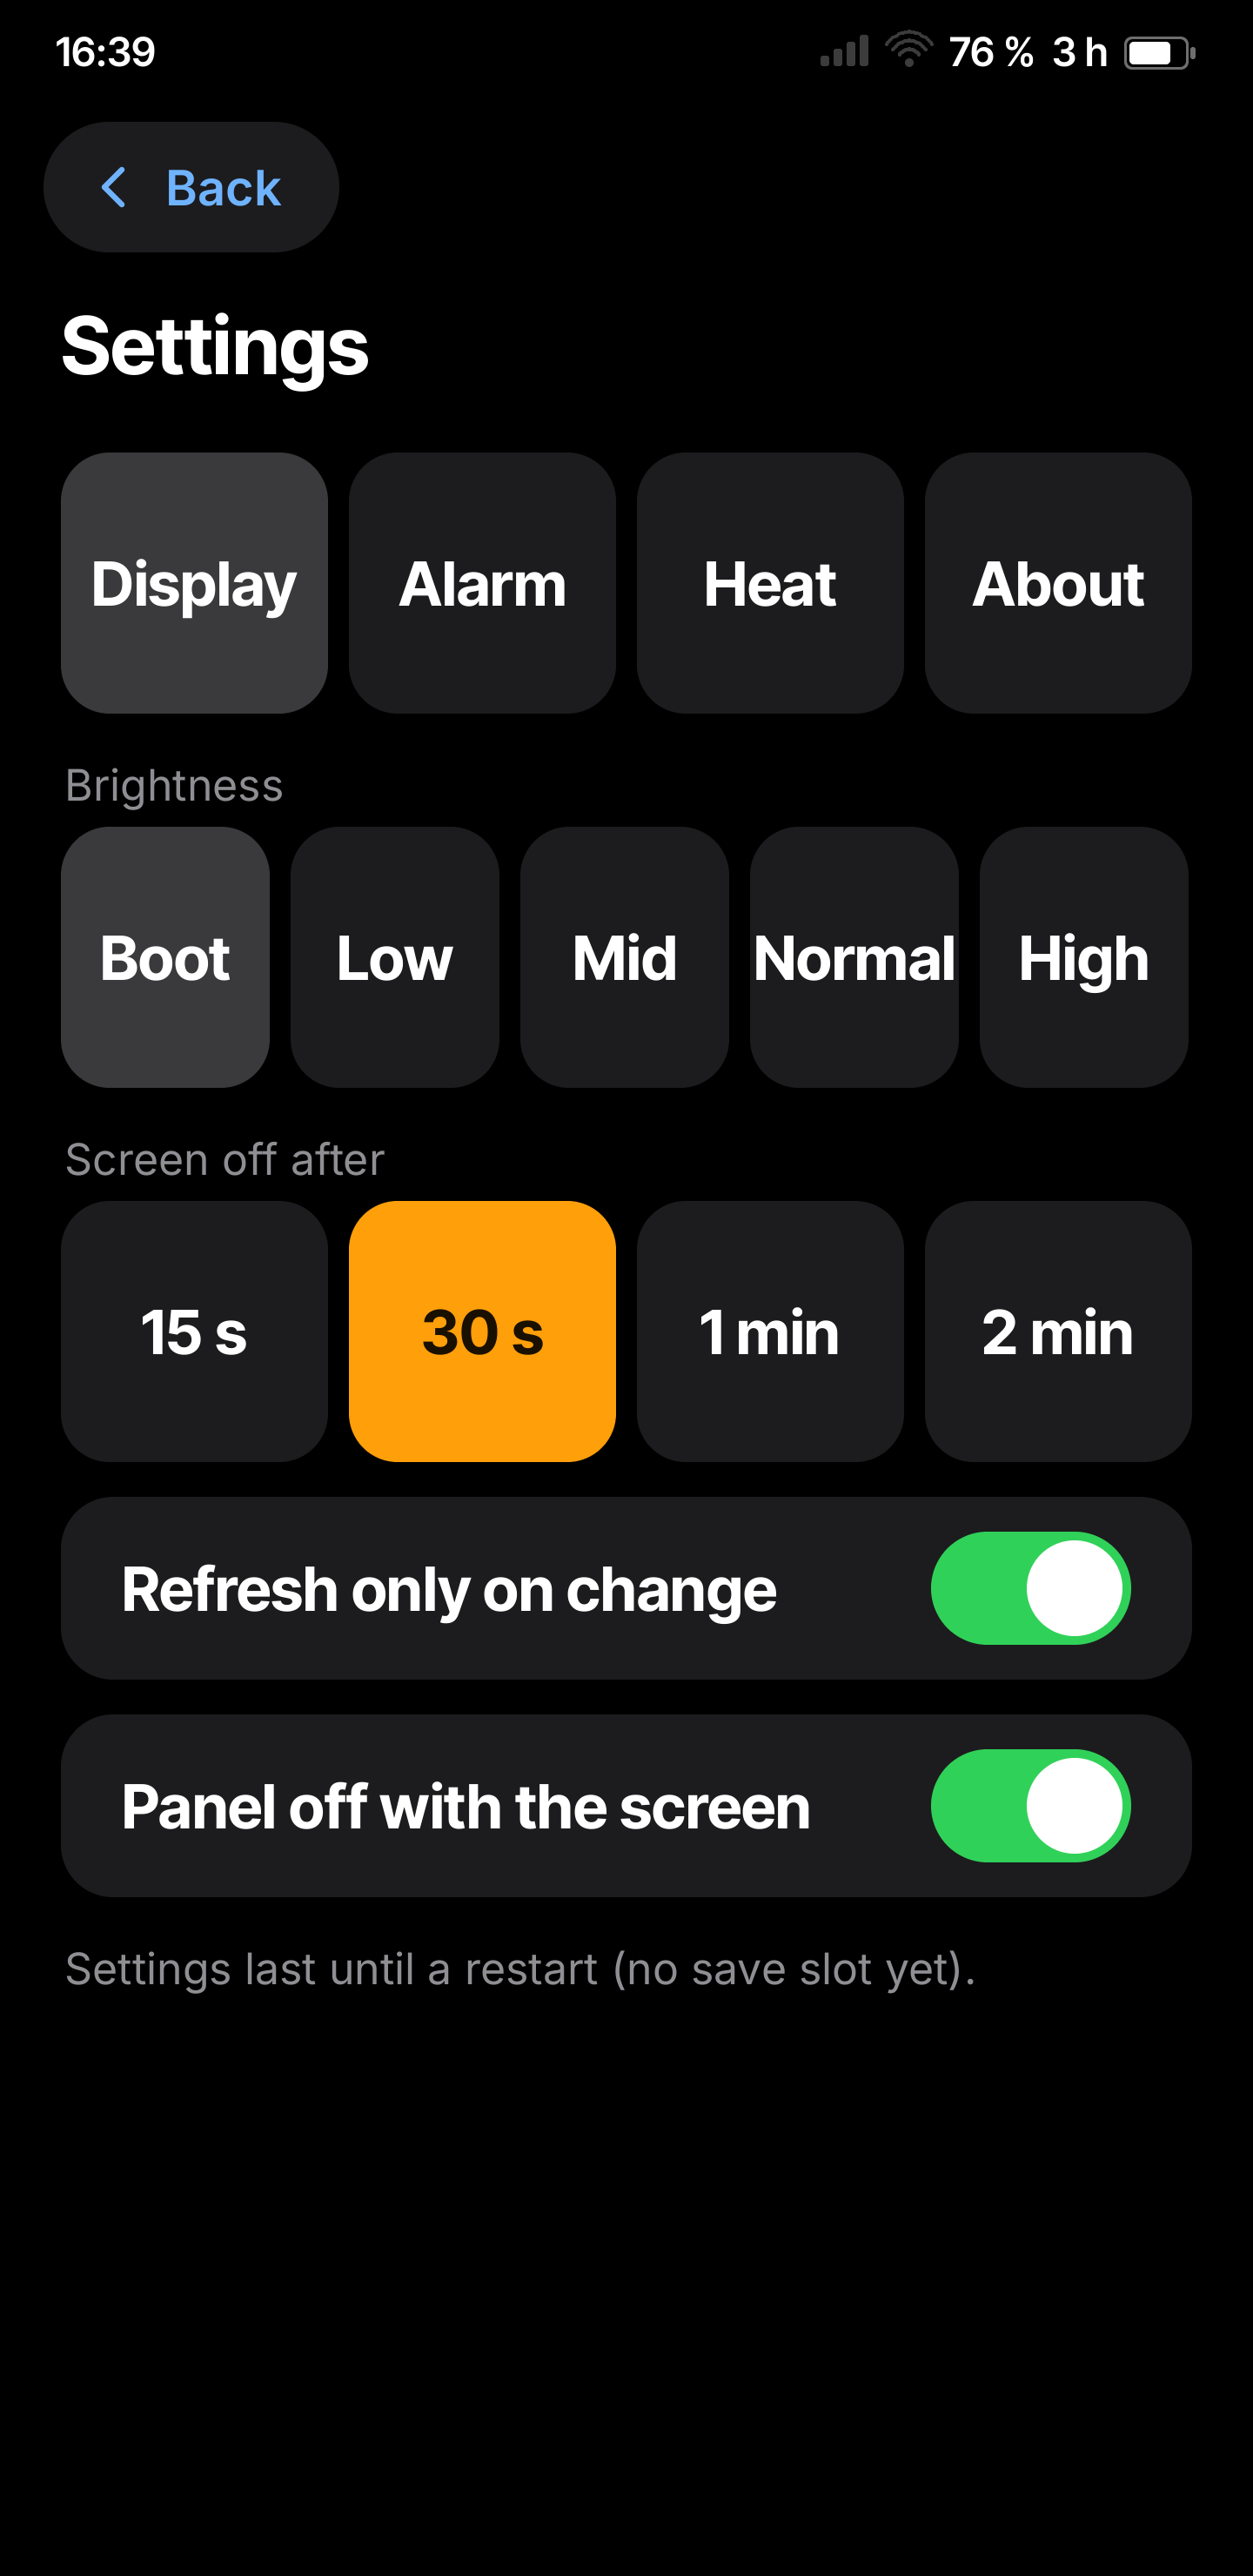 16:39 76 % 3 h
Back
Settings
Display Alarm Heat About
Brightness
Boot Low Mid Normal High
Screen off after
15 s 30 s 1 min 2 min
Refresh only on change
Panel off with the screen
Settings last until a restart (no save slot yet).